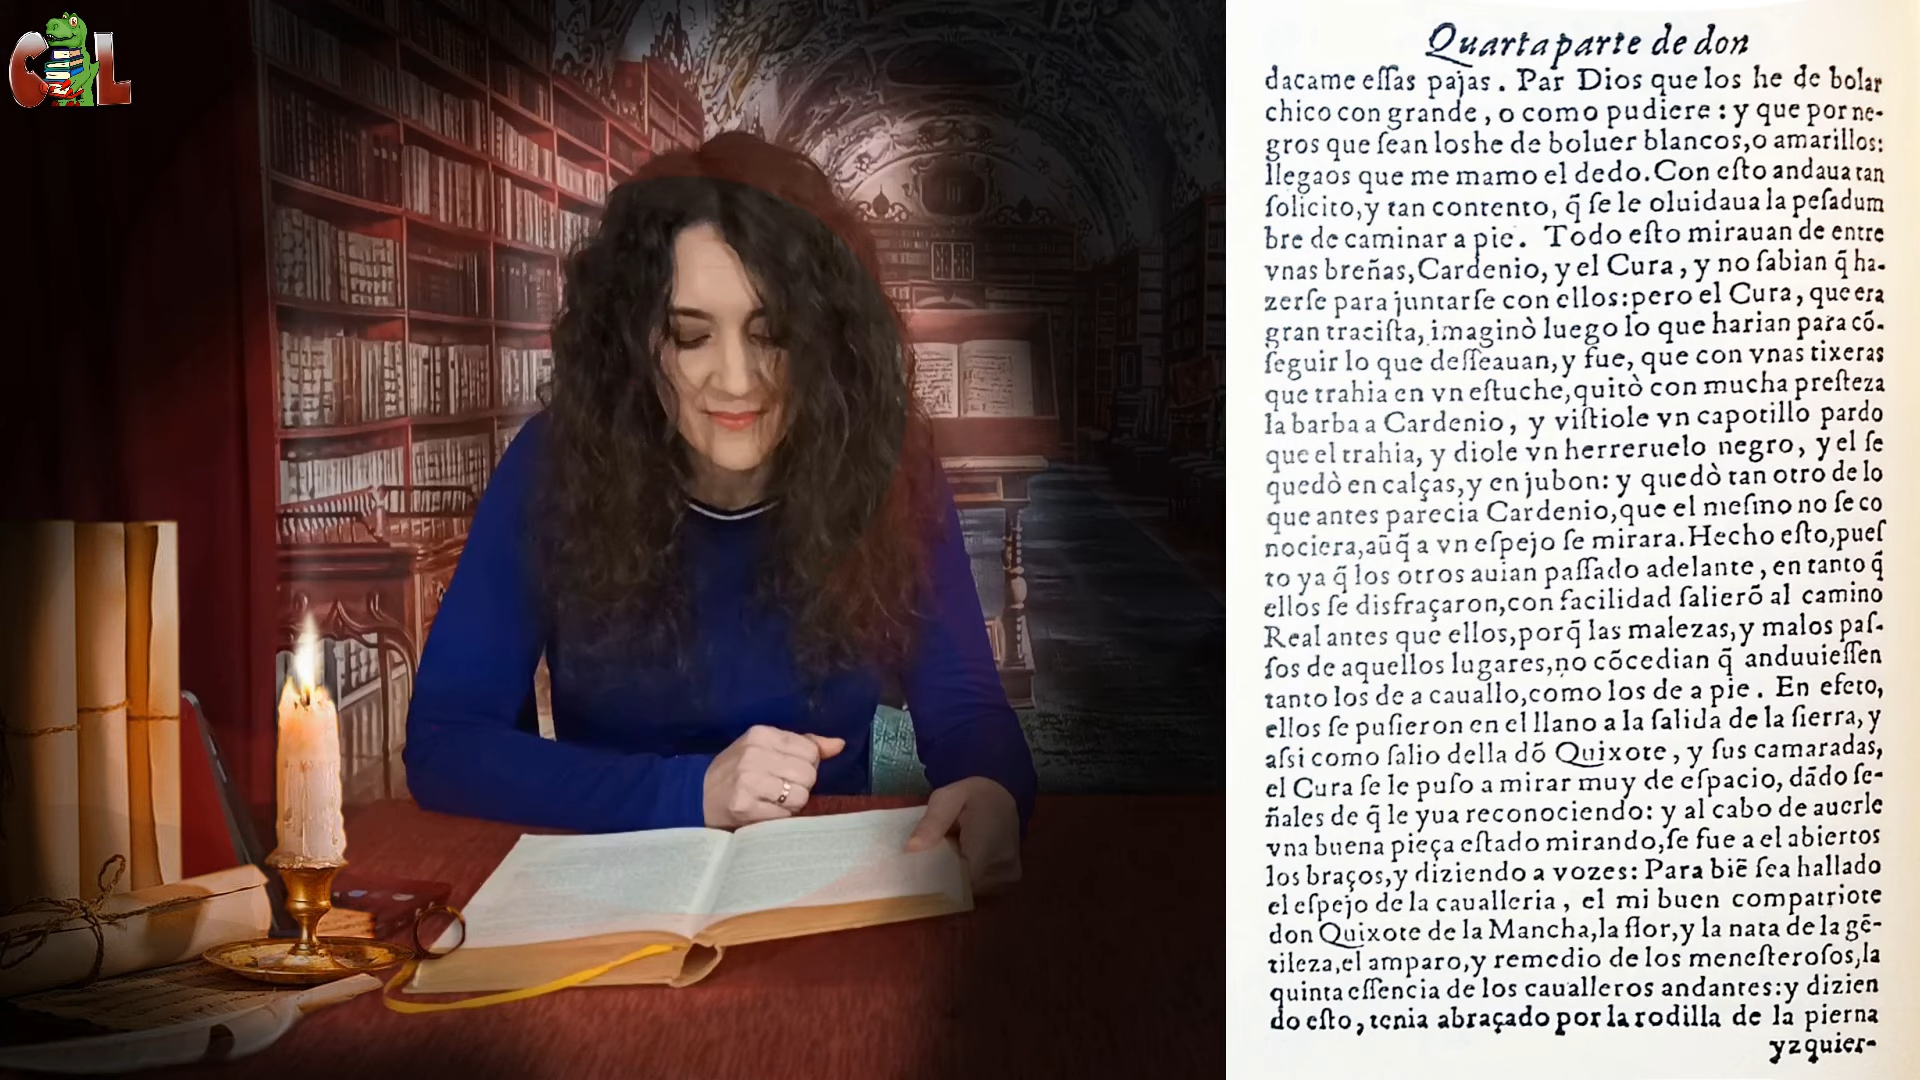 C L
Quarta parte de don
dacame eſſas pajas. Par Dios que los he de bolar
chico con grande, o como pudiere: y que por ne-
gros que ſean los he de boluer blancos, o amarillos:
llegaos que me mamo el dedo. Con eſto andaua tan
ſolicito, y tan contento, q̃ ſe le oluidaua la peſadum
bre de caminar a pie. Todo eſto mirauan de entre
vnas breñas, Cardenio, y el Cura, y no ſabian q̃ ha-
zerſe para juntarſe con ellos: pero el Cura, que era
gran traciſta, imaginò luego lo que harian para cõ-
ſeguir lo que deſſeauan, y fue, que con vnas tixeras
que trahia en vn eſtuche, quitò con mucha preſteza
la barba a Cardenio, y viſtiole vn capotillo pardo
que el trahia, y diole vn herreruelo negro, y el ſe
quedò en calças, y en jubon: y quedò tan otro de lo
que antes parecia Cardenio, que el meſmo no ſe co
nociera, aũq̃ a vn eſpejo ſe mirara. Hecho eſto, pueſ
to ya q̃ los otros auian paſſado adelante, en tanto q̃
ellos ſe disfraçaron, con facilidad ſalierõ al camino
Real antes que ellos, porq̃ las malezas, y malos paſ-
ſos de aquellos lugares, no cõcedian q̃ anduuieſſen
tanto los de a cauallo, como los de a pie. En efeto,
ellos ſe puſieron en el llano a la ſalida de la ſierra, y
aſsi como ſalio della dõ Quixote, y ſus camaradas,
el Cura ſe le puſo a mirar muy de eſpacio, dãdo ſe-
ñales de q̃ le yua reconociendo: y al cabo de auerle
vna buena pieça eſtado mirando, ſe fue a el abiertos
los braços, y diziendo a vozes: Para biẽ ſea hallado
el eſpejo de la caualleria, el mi buen compatriote
don Quixote de la Mancha, la flor, y la nata de la gẽ-
tileza, el amparo, y remedio de los meneſteroſos, la
quinta eſſencia de los caualleros andantes: y dizien
do eſto, tenia abraçado por la rodilla de la pierna
yzquier-